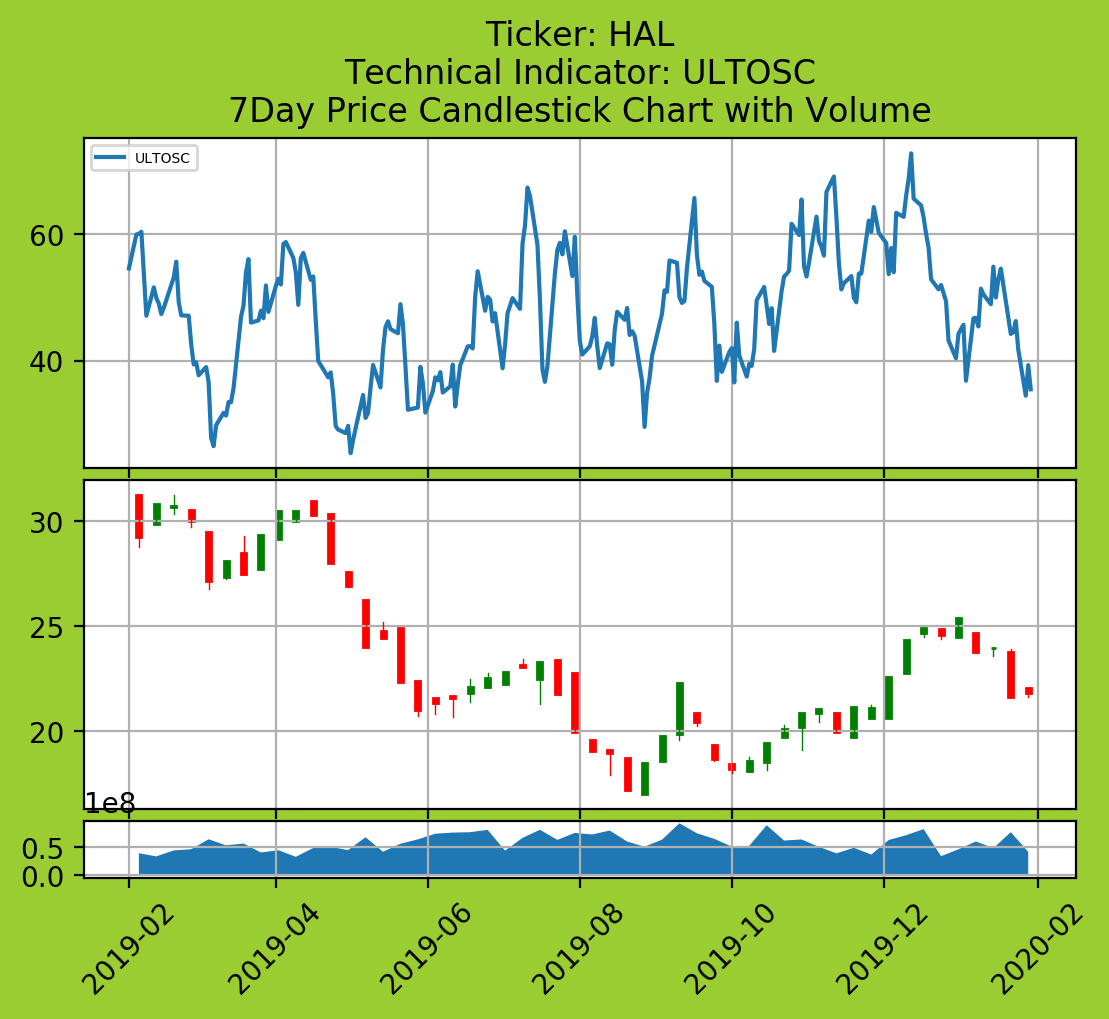 Ticker: HAL
Technical Indicator: ULTOSC
7Day Price Candlestick Chart with Volume
ULTOSC
60
40
30
25
20
1e8
0.5
0.0
2019-02
2019-04
2019-06
2019-08
2019-10
2019-12
2020-02